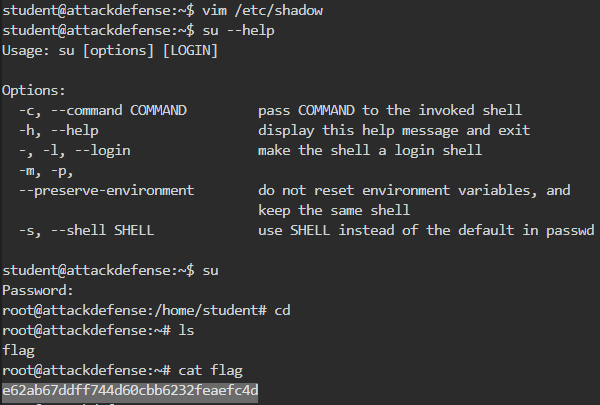 student@attackdefense:~$ vim /etc/shadow
student@attackdefense:~$ su --help
Usage: su [options] [LOGIN]
Options:
-c, --command COMMAND pass COMMAND to the invoked shell
-h, --help display this help message and exit
-, -l, --login make the shell a login shell
-m, -p,
--preserve-environment do not reset environment variables, and
keep the same shell
-s, --shell SHELL use SHELL instead of the default in passwd
student@attackdefense:~$ su
Password:
root@attackdefense:/home/student# cd
root@attackdefense:~# ls
flag
root@attackdefense:~# cat flag
e62ab67ddff744d60cbb6232feaefc4d